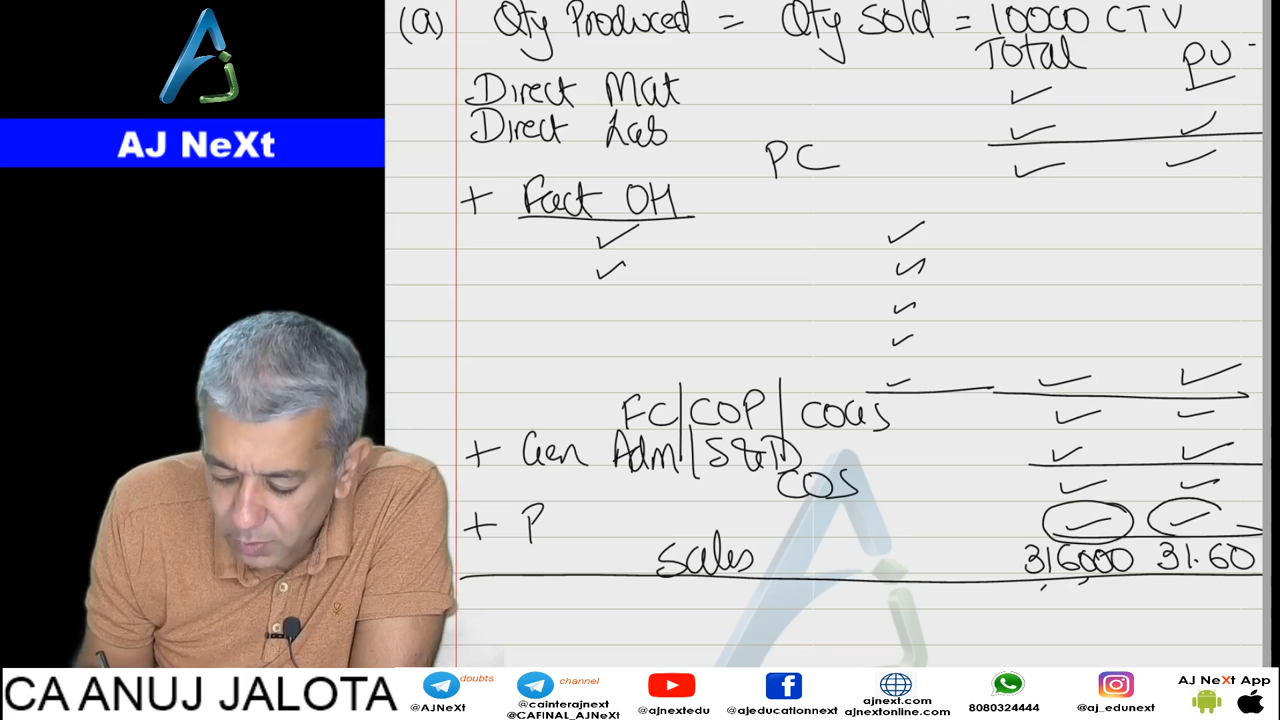 (a) Qty Produced = Qty Sold = 10000 CTV
Total PU
Direct Mat
Direct Lab
PC
+ Fact OH
FC | COP | COGS
+ Gen Adm | S&D
COS
+ P
Sales 316000 31.60
AJ NeXt
CA ANUJ JALOTA
doubts
@AJNeXt
channel
@cainterajnext
@CAFINAL_AJNeXt
@ajnextedu
@ajeducationnext
ajnext.com
ajnextonline.com
8080324444
@aj_edunext
AJ NeXt App